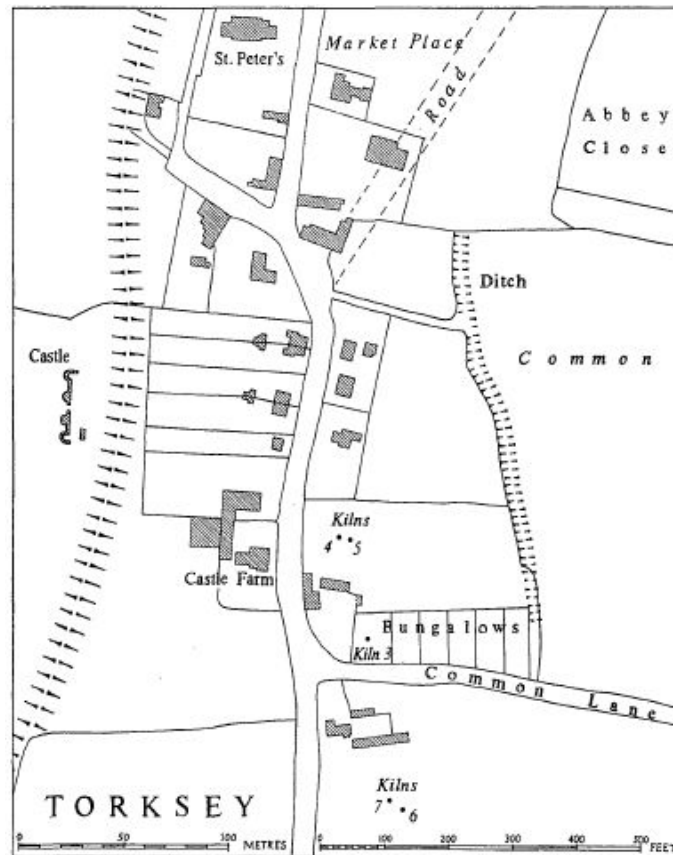 Market Place
St. Peter's
Road
Abbey
Close
Ditch
Castle
Common
Kilns
4 5
Castle Farm
Bungalows
Kiln 3
Common Lane
Kilns
7 6
TORKSEY
0 50 100
METRES
0 100 200 300 400 500
FEET